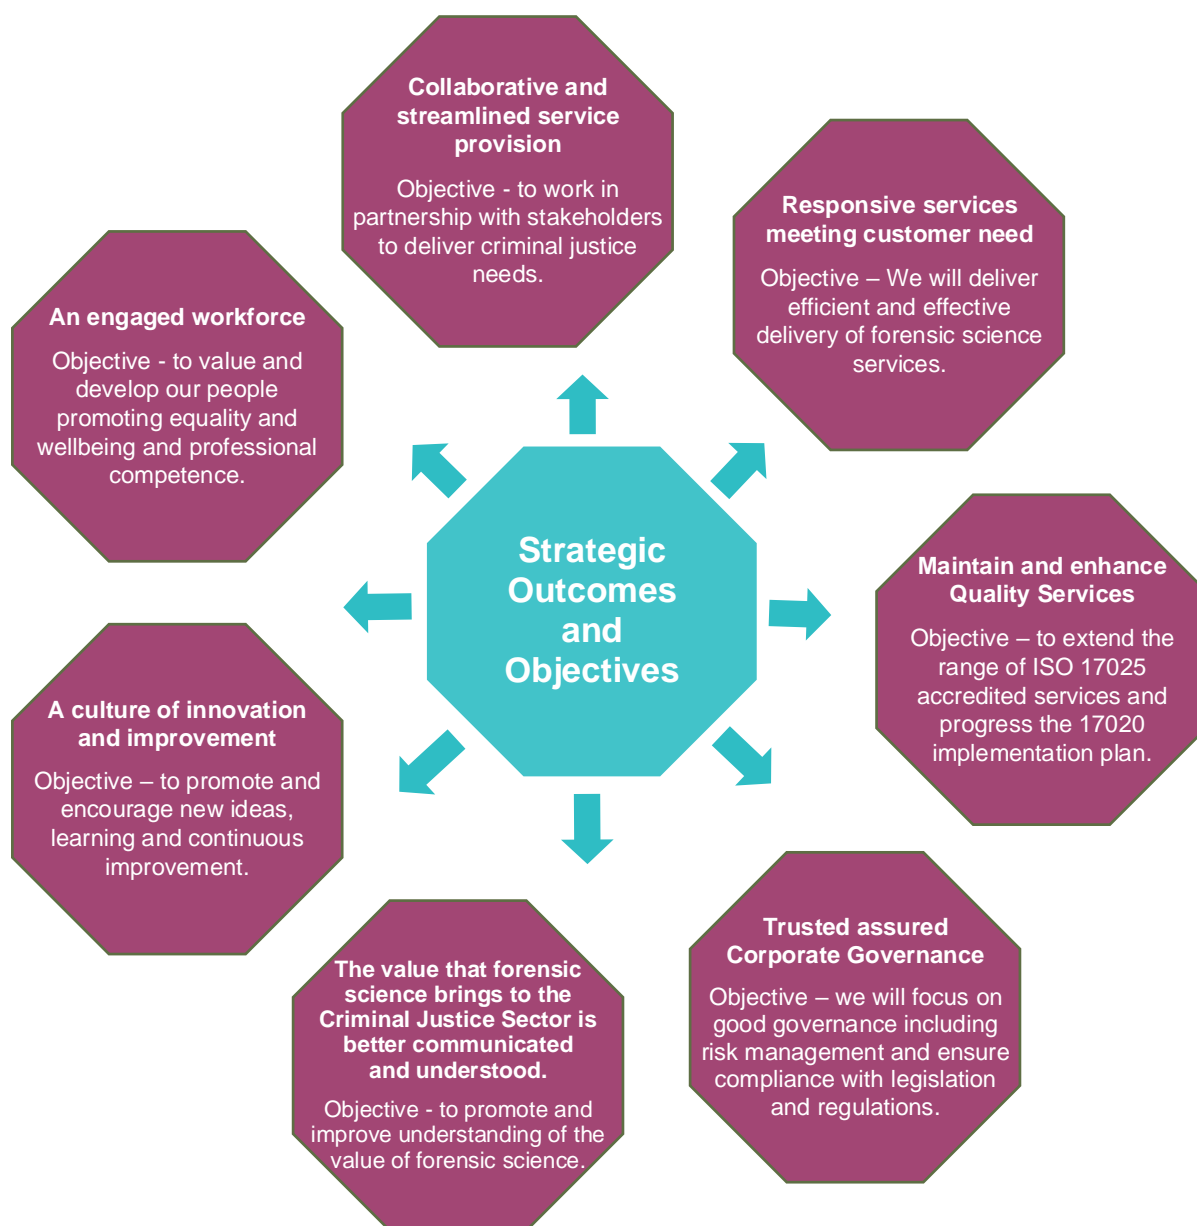 Collaborative and
streamlined service
provision
Objective - to work in
partnership with stakeholders
to deliver criminal justice
needs.
Responsive services
meeting customer need
Objective – We will deliver
efficient and effective
delivery of forensic science
services.
An engaged workforce
Objective - to value and
develop our people
promoting equality and
wellbeing and professional
competence.
Strategic
Outcomes
and
Objectives
Maintain and enhance
Quality Services
Objective – to extend the
range of ISO 17025
accredited services and
progress the 17020
implementation plan.
A culture of innovation
and improvement
Objective – to promote and
encourage new ideas,
learning and continuous
improvement.
Trusted assured
Corporate Governance
Objective – we will focus on
good governance including
risk management and ensure
compliance with legislation
and regulations.
The value that forensic
science brings to the
Criminal Justice Sector is
better communicated
and understood.
Objective - to promote and
improve understanding of the
value of forensic science.